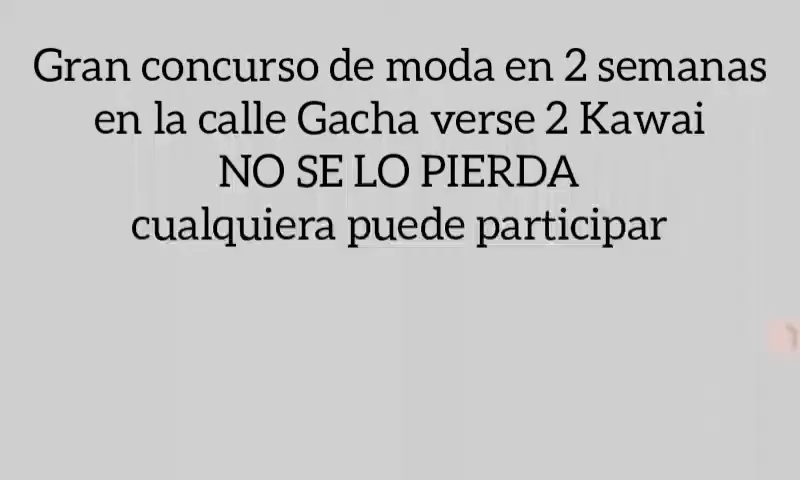 Gran concurso de moda en 2 semanas
en la calle Gacha verse 2 Kawai
NO SE LO PIERDA
cualquiera puede participar